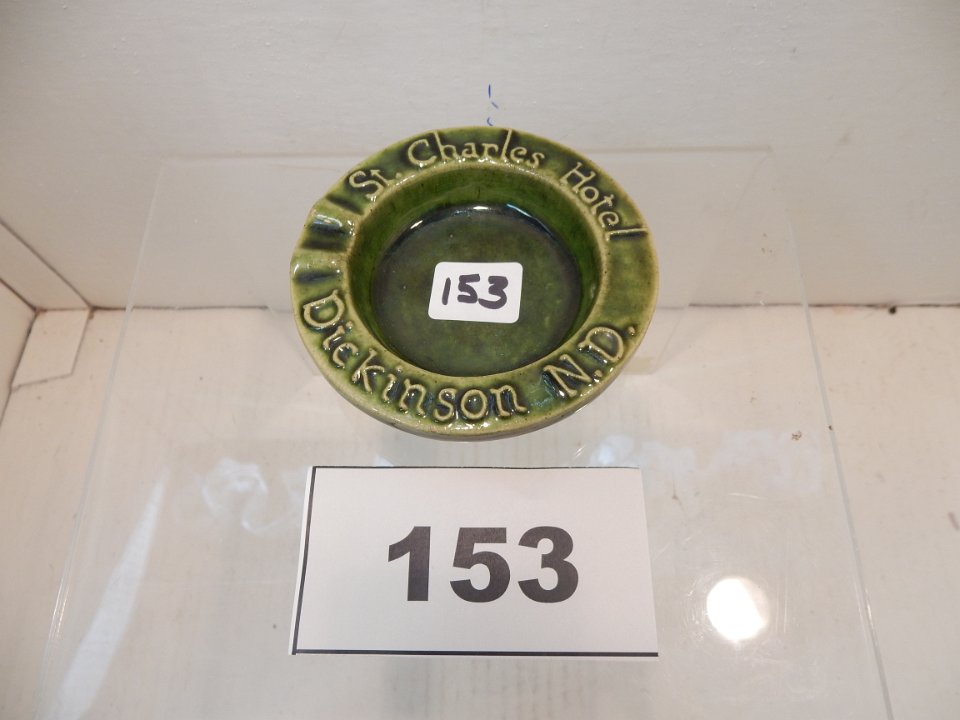 St. Charles Hotel
153
Dickinson N.D.
153